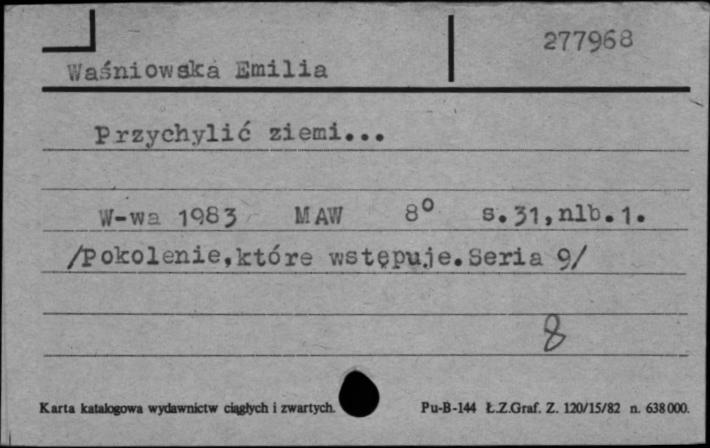 277968
Waśniowska Emilia
Przychylić ziemi...
W-wa 1983 MAW 8° s.31,nlb.1.
/Pokolenie,które wstępuje.Seria 9/
8
Karta katalogowa wydawnictw ciągłych i zwartych. Pu-B-144 Ł.Z.Graf. Z. 120/15/82 n. 638000.